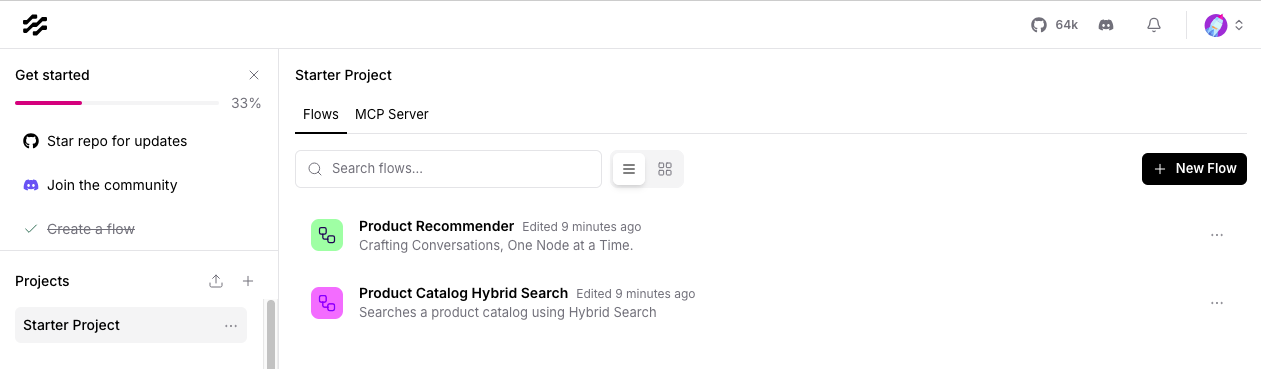 64k
Get started
33%
Star repo for updates
Join the community
Create a flow
Projects
Starter Project
Starter Project
Flows
MCP Server
Search flows...
New Flow
Product Recommender Edited 9 minutes ago
Crafting Conversations, One Node at a Time.
Product Catalog Hybrid Search Edited 9 minutes ago
Searches a product catalog using Hybrid Search